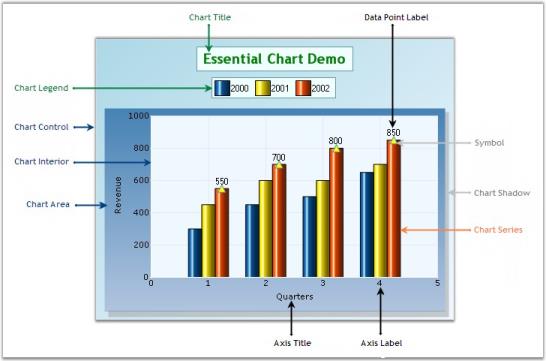 Chart Title
Data Point Label
Essential Chart Demo
Chart Legend
2000 2001 2002
Chart Control
1000
850
800
Symbol
Chart Interior
800
700
Chart Shadow
550
600
Chart Area
Revenue
400
Chart Series
200
0
0 1 2 3 4 5
Quarters
Axis Title
Axis Label